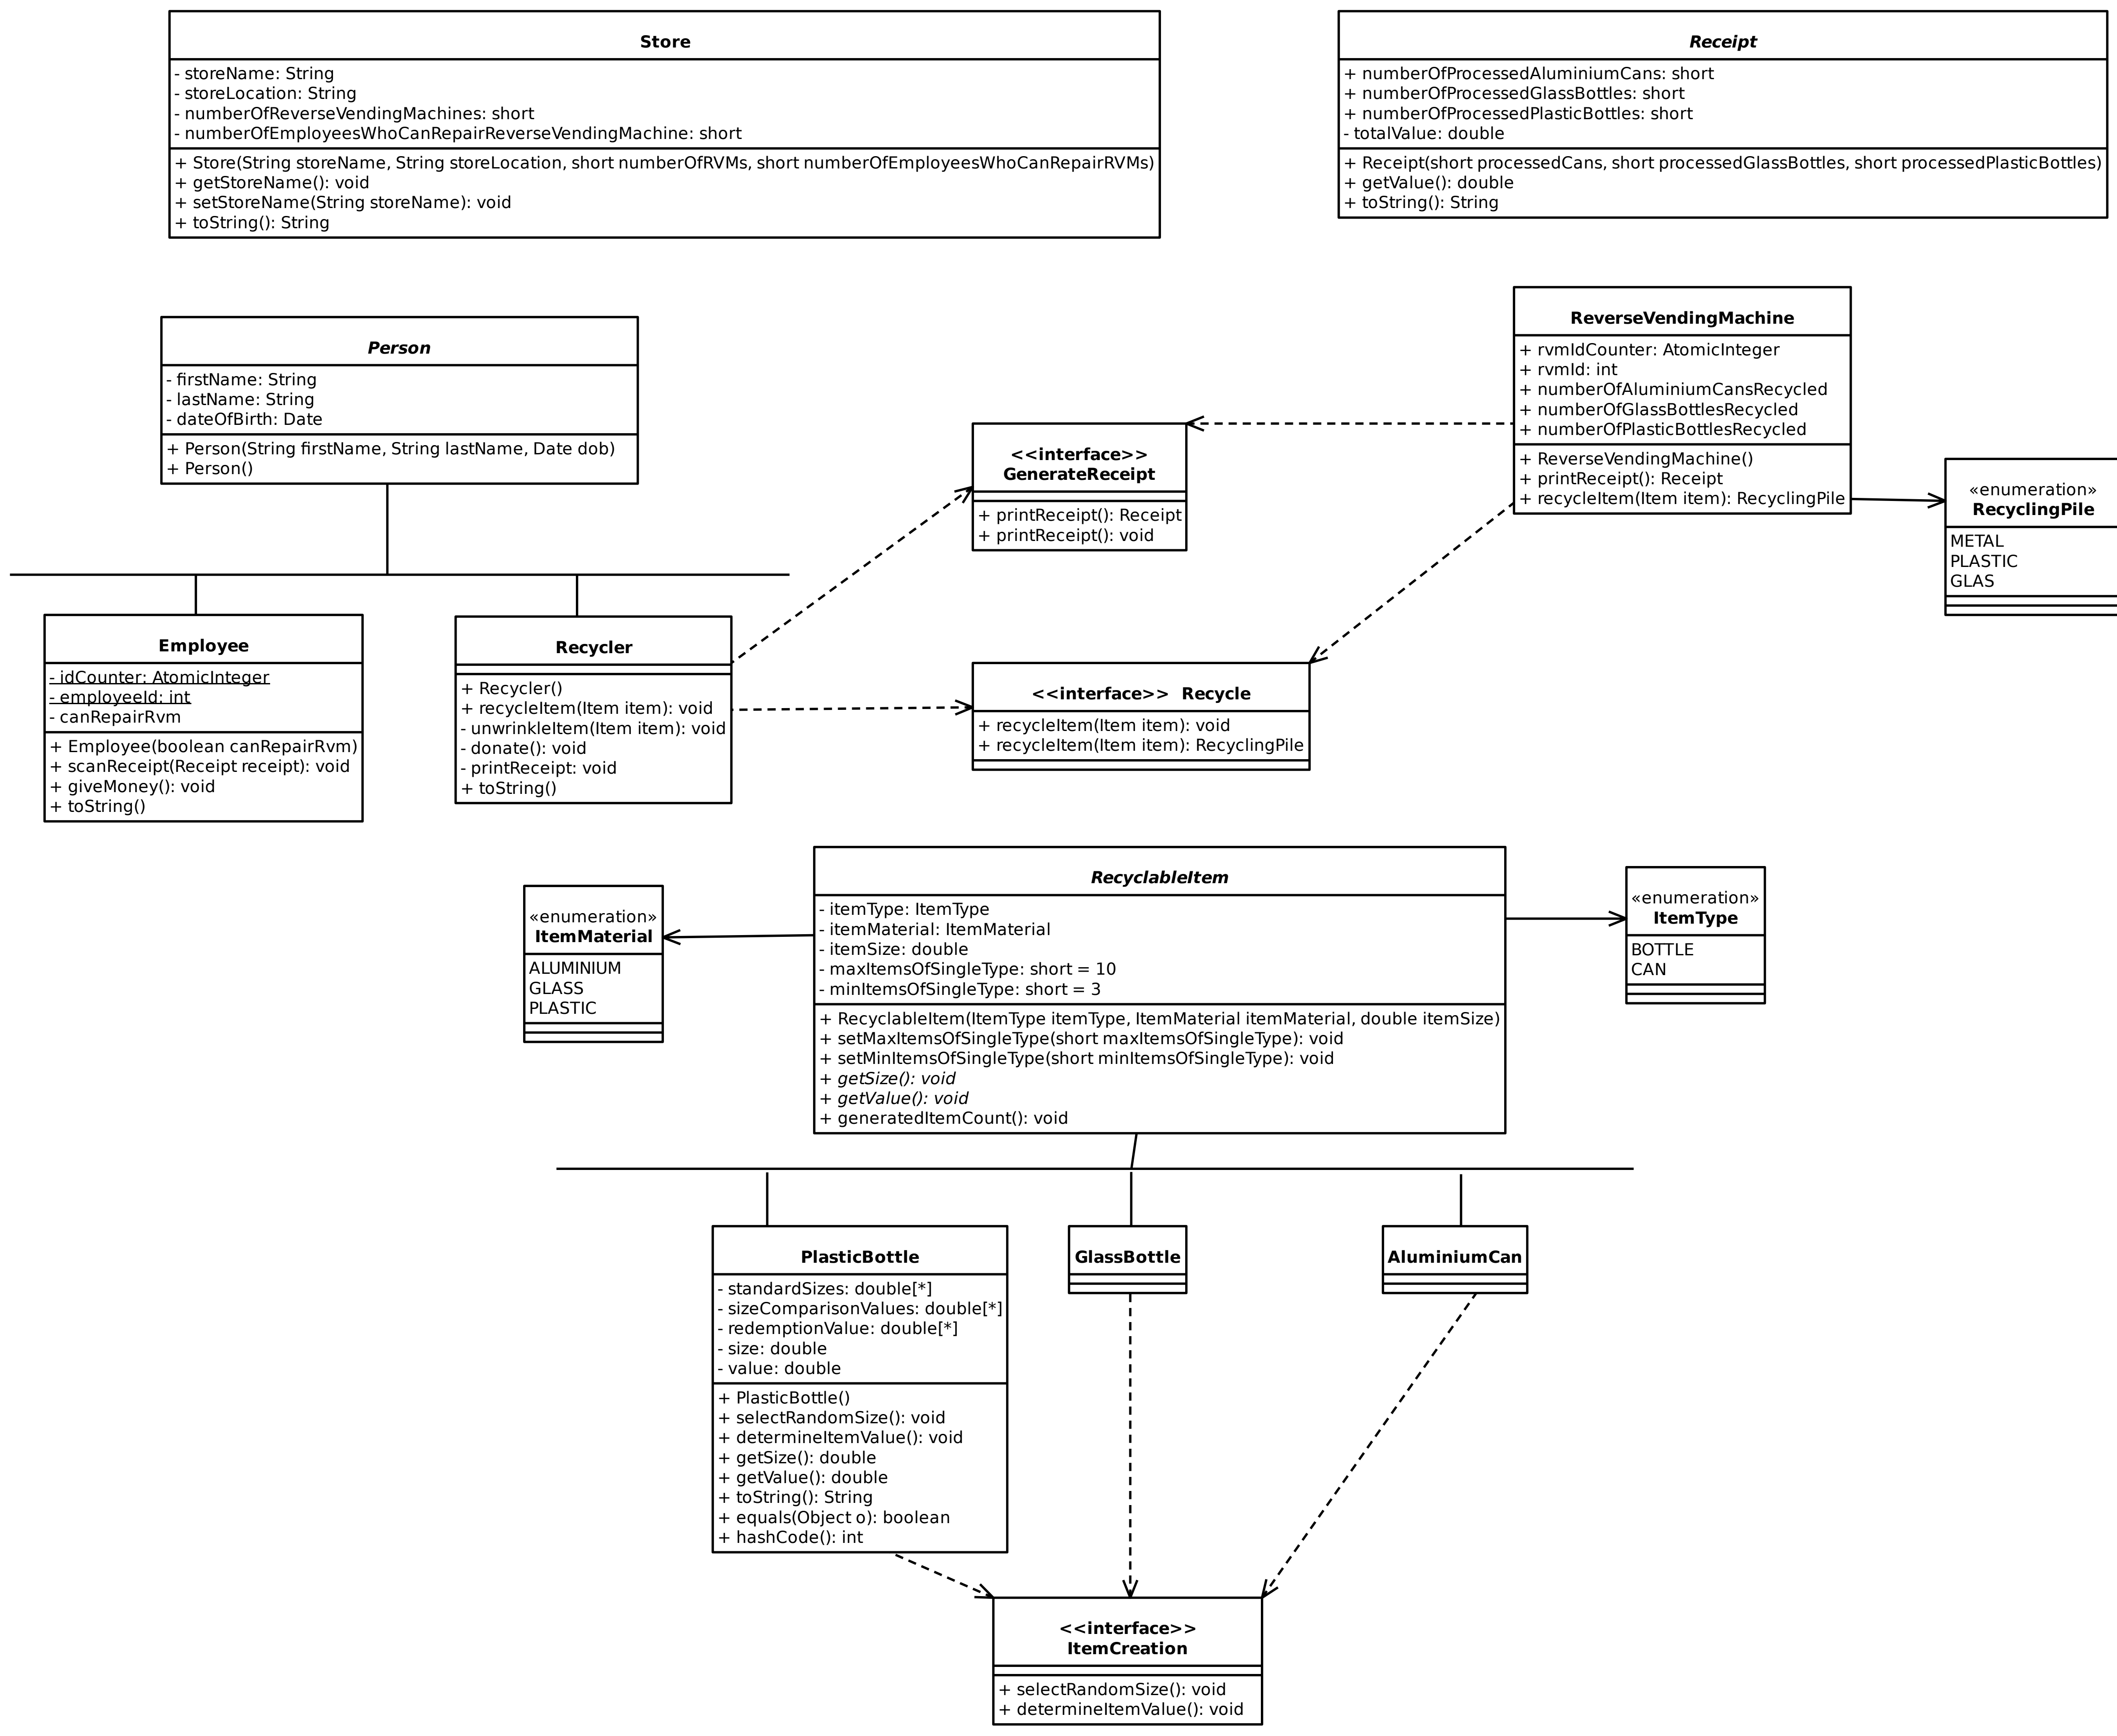 Store
- storeName: String
- storeLocation: String
- numberOfReverseVendingMachines: short
- numberOfEmployeesWhoCanRepairReverseVendingMachine: short
+ Store(String storeName, String storeLocation, short numberOfRVMs, short numberOfEmployeesWhoCanRepairRVMs)
+ getStoreName(): void
+ setStoreName(String storeName): void
+ toString(): String
Receipt
+ numberOfProcessedAluminiumCans: short
+ numberOfProcessedGlassBottles: short
+ numberOfProcessedPlasticBottles: short
- totalValue: double
+ Receipt(short processedCans, short processedGlassBottles, short processedPlasticBottles)
+ getValue(): double
+ toString(): String
Person
- firstName: String
- lastName: String
- dateOfBirth: Date
+ Person(String firstName, String lastName, Date dob)
+ Person()
<<interface>>
GenerateReceipt
+ printReceipt(): Receipt
+ printReceipt(): void
ReverseVendingMachine
+ rvmIdCounter: AtomicInteger
+ rvmId: int
+ numberOfAluminiumCansRecycled
+ numberOfGlassBottlesRecycled
+ numberOfPlasticBottlesRecycled
+ ReverseVendingMachine()
+ printReceipt(): Receipt
+ recycleItem(Item item): RecyclingPile
«enumeration»
RecyclingPile
METAL
PLASTIC
GLAS
Employee
- idCounter: AtomicInteger
- employeeId: int
- canRepairRvm
+ Employee(boolean canRepairRvm)
+ scanReceipt(Receipt receipt): void
+ giveMoney(): void
+ toString()
Recycler
+ Recycler()
+ recycleItem(Item item): void
- unwrinkleItem(Item item): void
- donate(): void
- printReceipt: void
+ toString()
<<interface>> Recycle
+ recycleItem(Item item): void
+ recycleItem(Item item): RecyclingPile
«enumeration»
ItemMaterial
ALUMINIUM
GLASS
PLASTIC
RecyclableItem
- itemType: ItemType
- itemMaterial: ItemMaterial
- itemSize: double
- maxItemsOfSingleType: short = 10
- minItemsOfSingleType: short = 3
+ RecyclableItem(ItemType itemType, ItemMaterial itemMaterial, double itemSize)
+ setMaxItemsOfSingleType(short maxItemsOfSingleType): void
+ setMinItemsOfSingleType(short minItemsOfSingleType): void
+ getSize(): void
+ getValue(): void
+ generatedItemCount(): void
«enumeration»
ItemType
BOTTLE
CAN
PlasticBottle
- standardSizes: double[*]
- sizeComparisonValues: double[*]
- redemptionValue: double[*]
- size: double
- value: double
+ PlasticBottle()
+ selectRandomSize(): void
+ determineItemValue(): void
+ getSize(): double
+ getValue(): double
+ toString(): String
+ equals(Object o): boolean
+ hashCode(): int
GlassBottle
AluminiumCan
<<interface>>
ItemCreation
+ selectRandomSize(): void
+ determineItemValue(): void